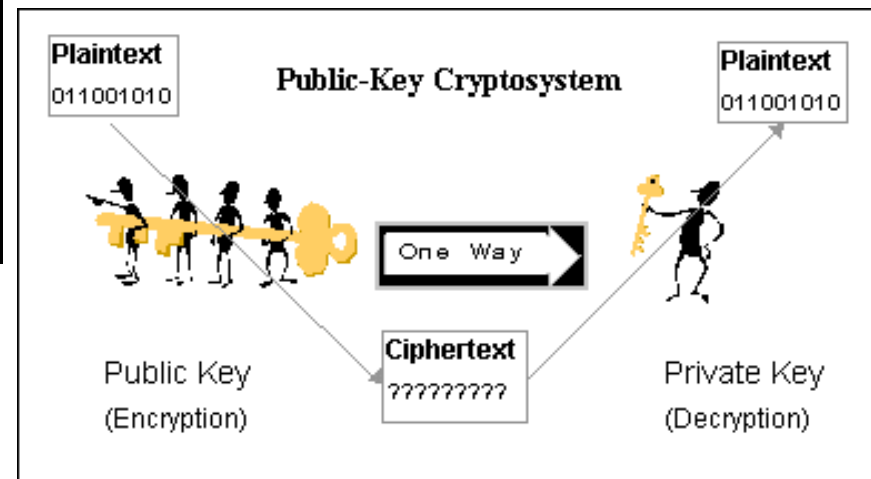 Plaintext
011001010
Public-Key Cryptosystem
Plaintext
011001010
One Way
Ciphertext
?????????
Public Key
(Encryption)
Private Key
(Decryption)